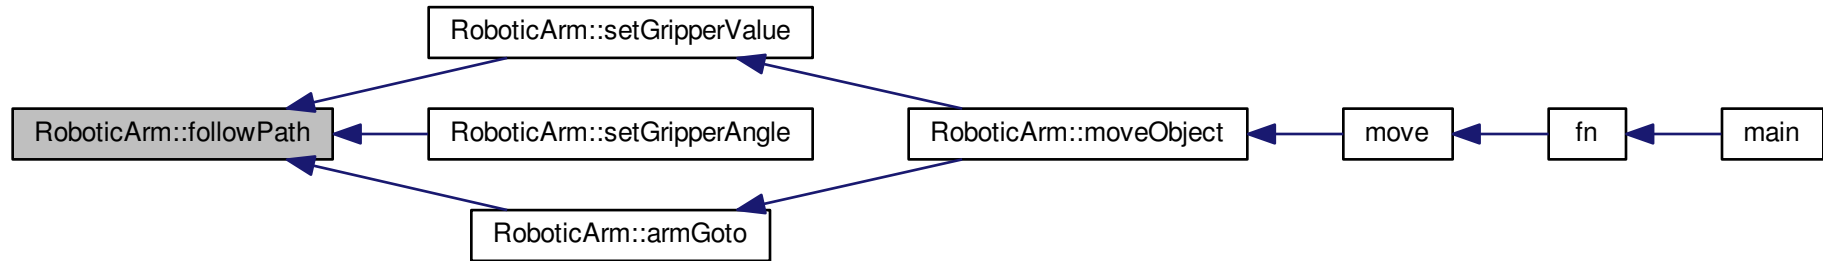 RoboticArm::setGripperValue
RoboticArm::followPath
RoboticArm::setGripperAngle
RoboticArm::moveObject
move
fn
main
RoboticArm::armGoto